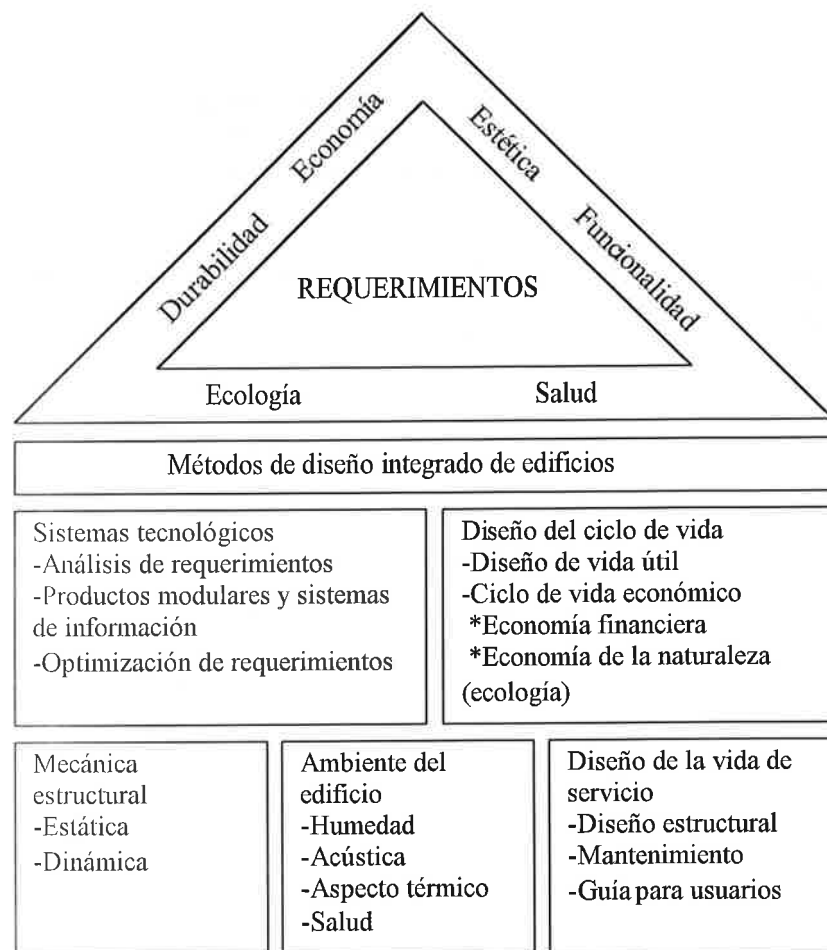 Economía
Estética
Durabilidad
Funcionalidad
REQUERIMIENTOS
Ecología
Salud
Métodos de diseño integrado de edificios
Sistemas tecnológicos
-Análisis de requerimientos
-Productos modulares y sistemas
de información
-Optimización de requerimientos
Diseño del ciclo de vida
-Diseño de vida útil
-Ciclo de vida económico
*Economía financiera
*Economía de la naturaleza
(ecología)
Mecánica
estructural
-Estática
-Dinámica
Ambiente del
edificio
-Humedad
-Acústica
-Aspecto térmico
-Salud
Diseño de la vida de
servicio
-Diseño estructural
-Mantenimiento
-Guía para usuarios